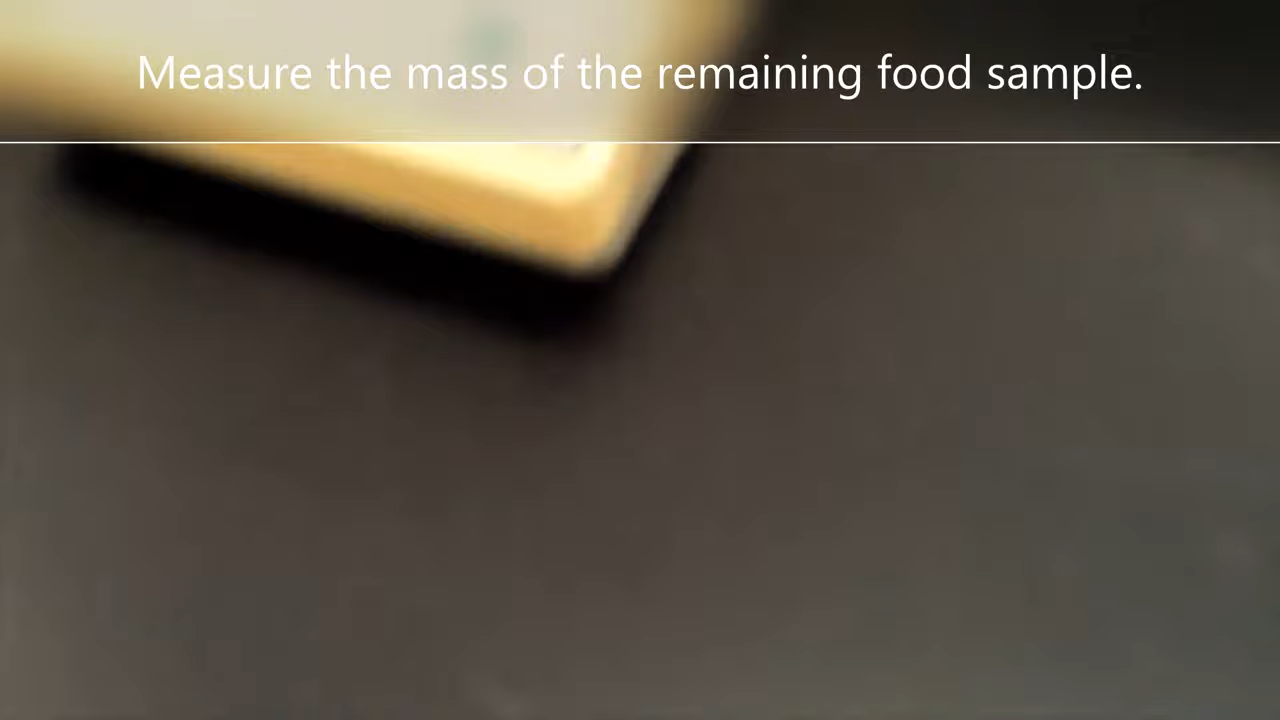 Measure the mass of the remaining food sample.